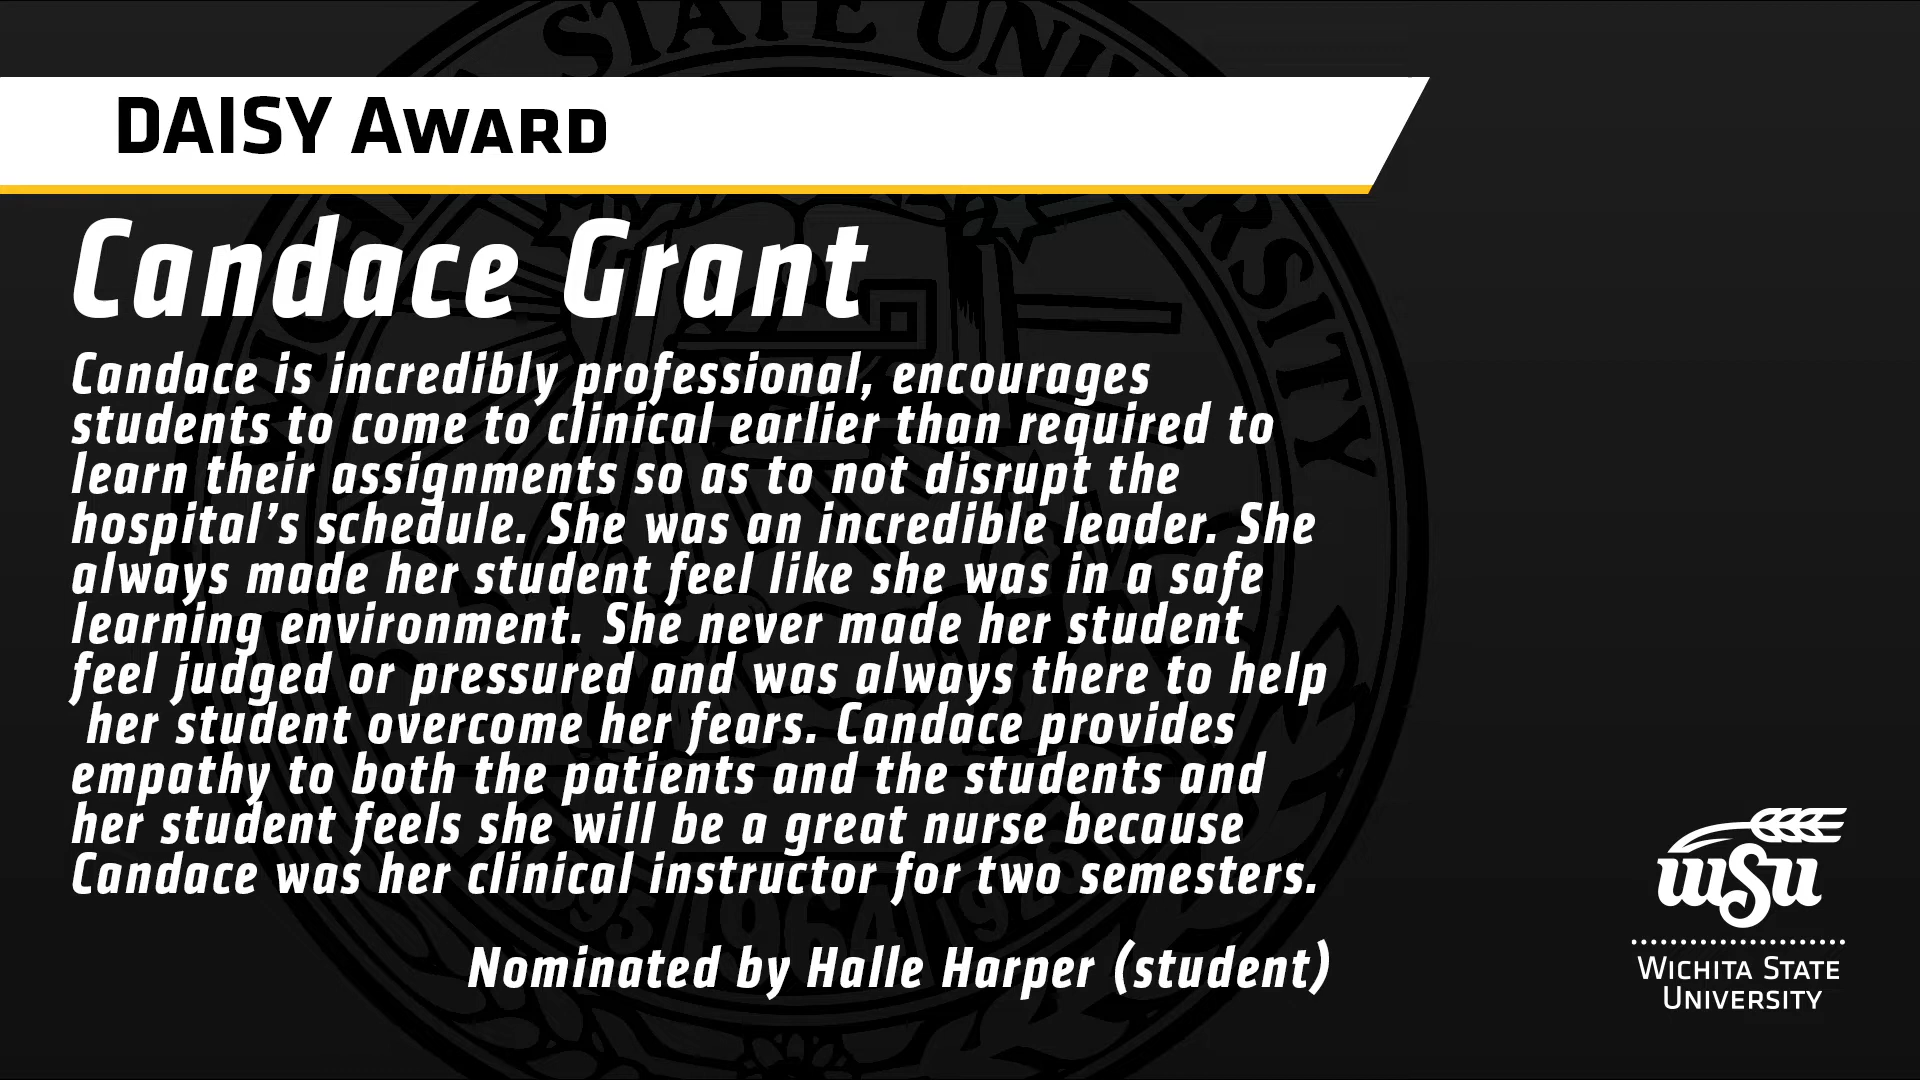 STATE UNIVERSITY
DAISY AWARD
Candace Grant
Candace is incredibly professional, encourages
students to come to clinical earlier than required to
learn their assignments so as to not disrupt the
hospital’s schedule. She was an incredible leader. She
always made her student feel like she was in a safe
learning environment. She never made her student
feel judged or pressured and was always there to help
her student overcome her fears. Candace provides
empathy to both the patients and the students and
her student feels she will be a great nurse because
Candace was her clinical instructor for two semesters.
1895 1964 1926
Nominated by Halle Harper (student)
wsu
WICHITA STATE
UNIVERSITY